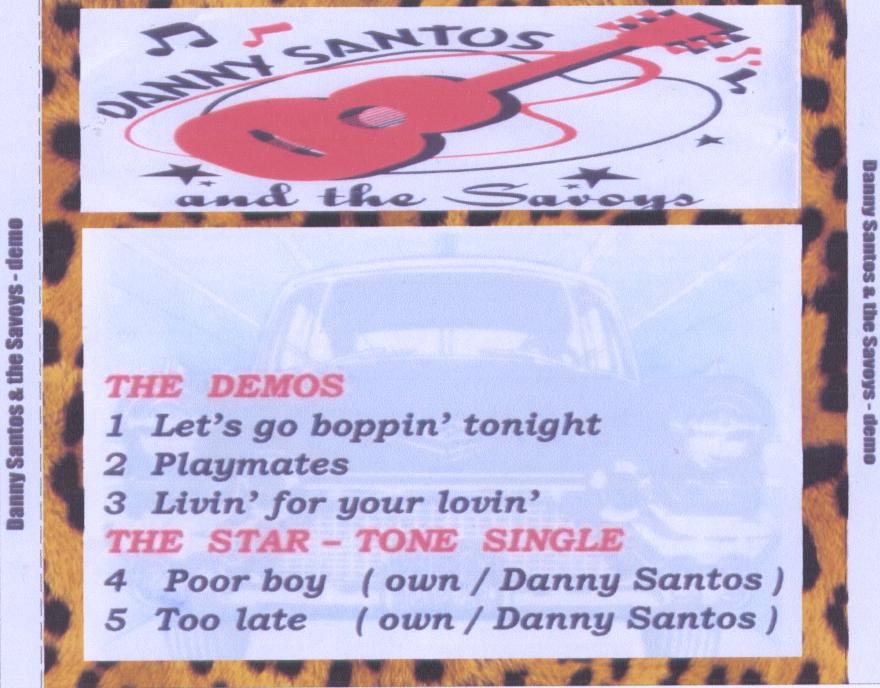 DANNY SANTOS
and the Savoys
THE DEMOS
1 Let's go boppin' tonight
2 Playmates
3 Livin' for your lovin'
THE STAR – TONE SINGLE
4 Poor boy ( own / Danny Santos )
5 Too late ( own / Danny Santos )
Danny Santos & the Savoys - demo
Danny Santos & the Savoys - demo